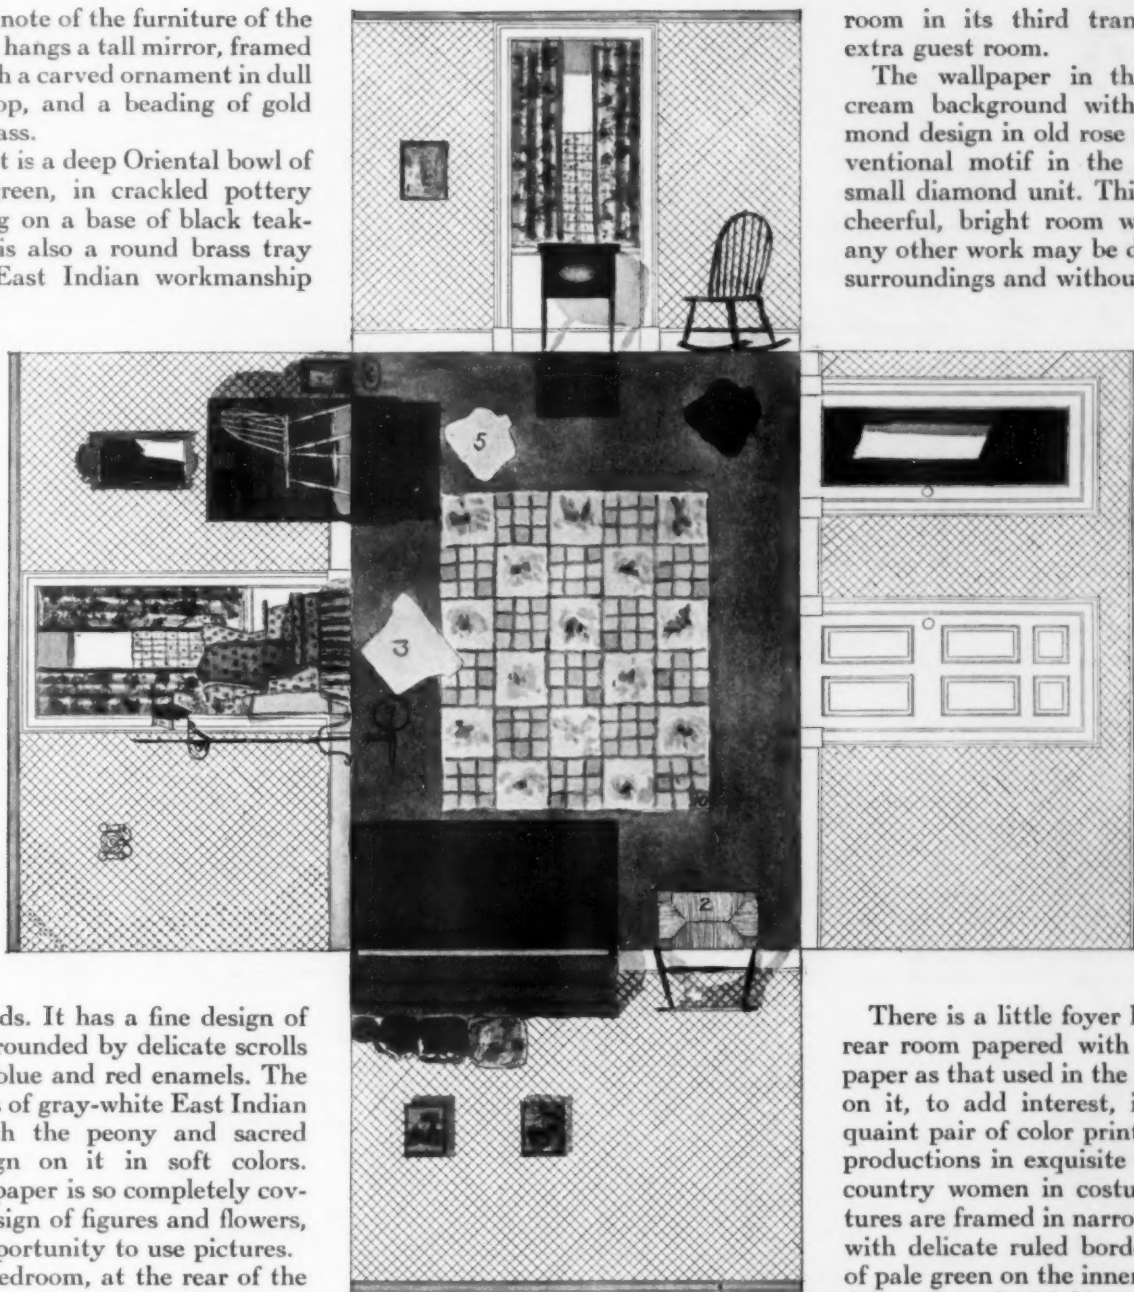 note of the furniture of the
hangs a tall mirror, framed
h a carved ornament in dull
op, and a beading of gold
ass.
t is a deep Oriental bowl of
reen, in crackled pottery
g on a base of black teak-
is also a round brass tray
East Indian workmanship
ds. It has a fine design of
rounded by delicate scrolls
blue and red enamels. The
s of gray-white East Indian
h the peony and sacred
gn on it in soft colors.
paper is so completely cov-
sign of figures and flowers,
portunity to use pictures.
edroom, at the rear of the
5
3
10
2
room in its third tran
extra guest room.
The wallpaper in th
cream background with
mond design in old rose
ventional motif in the
small diamond unit. Thi
cheerful, bright room w
any other work may be d
surroundings and withou
There is a little foyer l
rear room papered with
paper as that used in the
on it, to add interest, i
quaint pair of color print
productions in exquisite
country women in costu
tures are framed in narro
with delicate ruled bord
of pale green on the inner